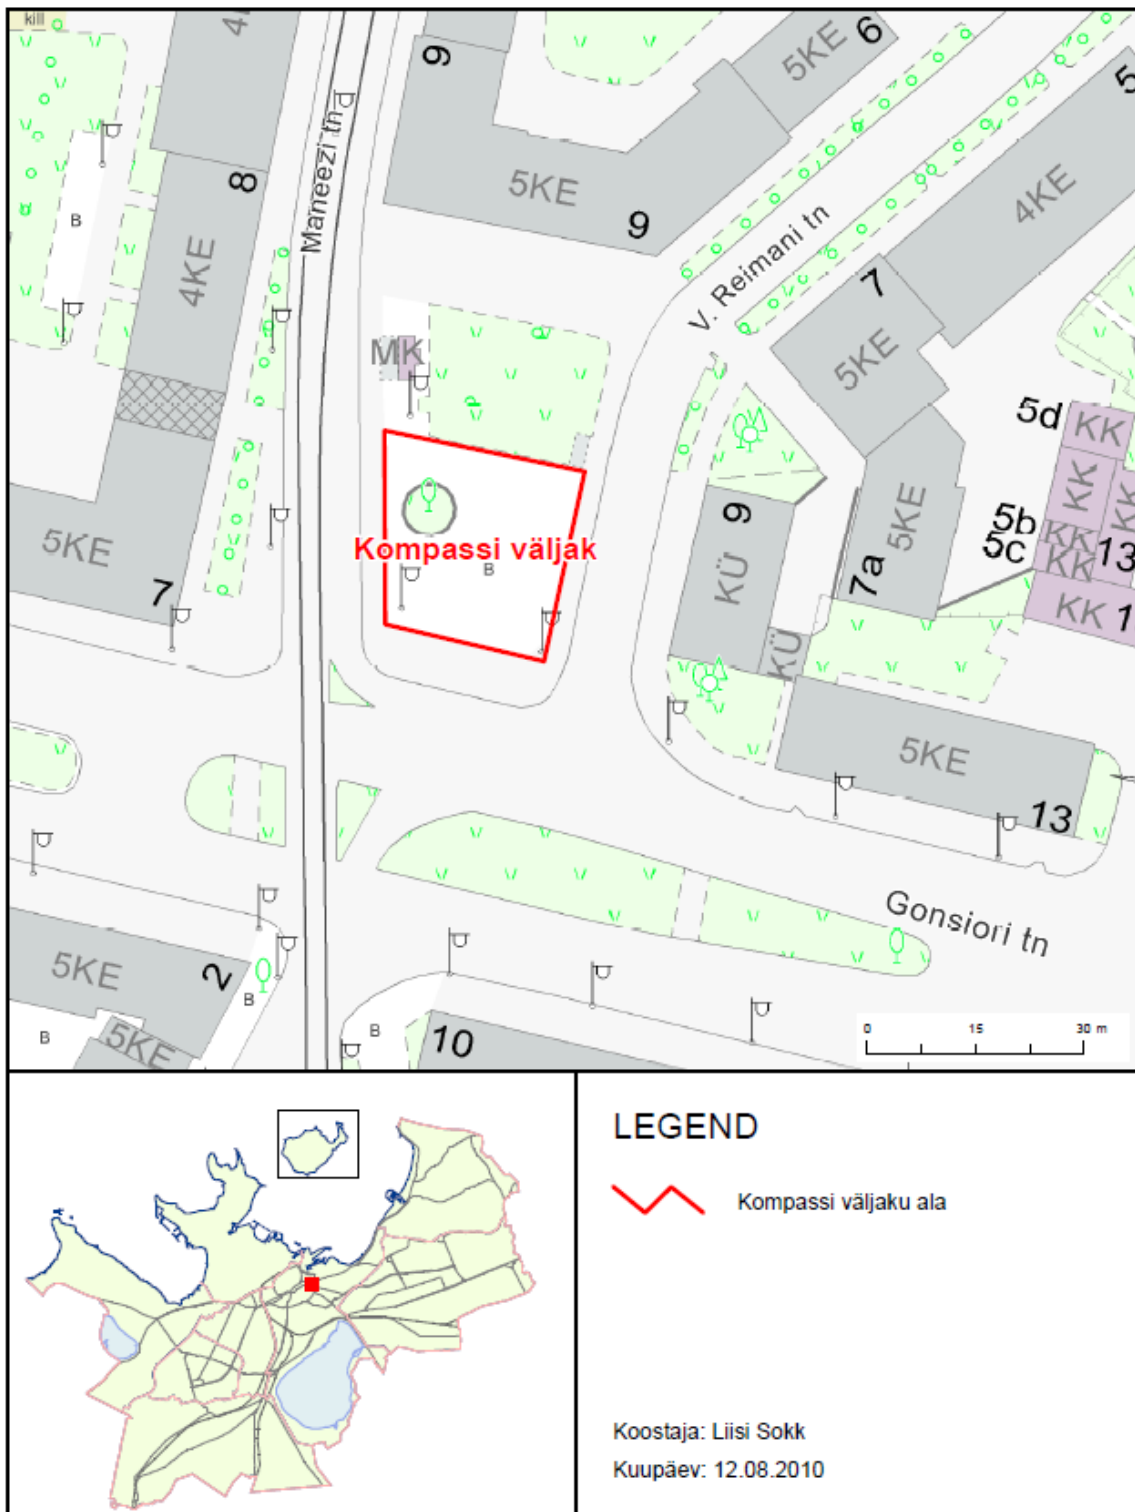 kill
4K
9
5KE
6
5
Maneezi tn
8
5KE
9
4KE
B
4KE
V. Reimani tn
7
5KE
MK
5d
KK
KK
KK
9
5KE
5b
KK
5c
KK
13
5KE
7
Kompassi väljak
B
KÜ
7a
KK
1
KÜ
5KE
13
Gonsiori tn
5KE
2
B
B
5KE
B
10
0 15 30 m
LEGEND
Kompassi väljaku ala
Koostaja: Liisi Sokk
Kuupäev: 12.08.2010